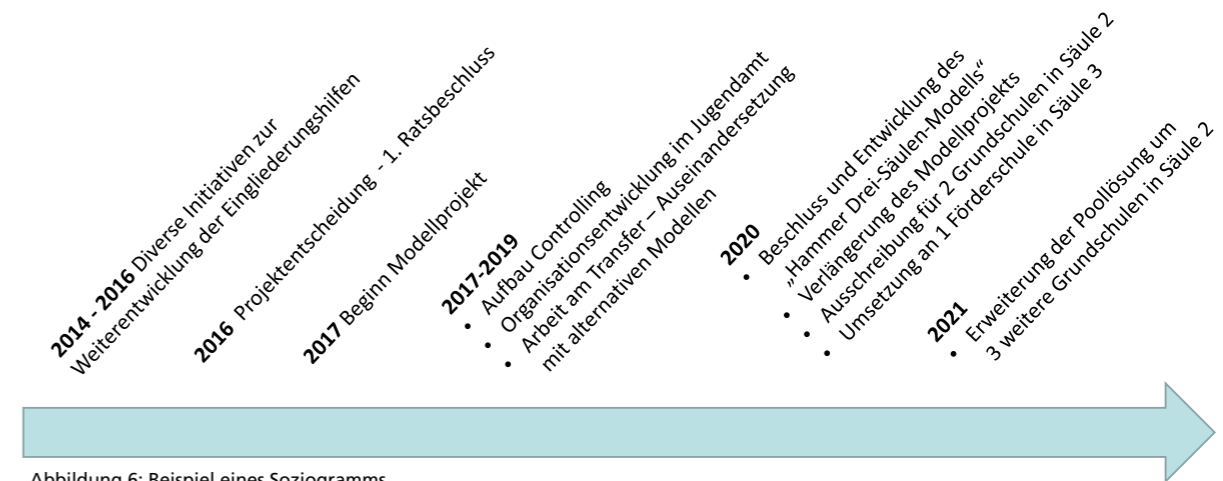 2014 - 2016 Diverse Initiativen zur
Weiterentwicklung der Eingliederungshilfen
2016 Projektentscheidung - 1. Ratsbeschluss
2017 Beginn Modellprojekt
2017-2019
• Aufbau Controlling
• Organisationsentwicklung im Jugendamt
• Arbeit am Transfer – Auseinandersetzung
mit alternativen Modellen
2020
• Beschluss und Entwicklung des
„Hammer Drei-Säulen-Modells“
• Verlängerung des Modellprojekts
• Ausschreibung für 2 Grundschulen in Säule 2
• Umsetzung an 1 Förderschule in Säule 3
2021
• Erweiterung der Poollösung um
3 weitere Grundschulen in Säule 2
Abbildung 6: Beispiel eines Soziogramms